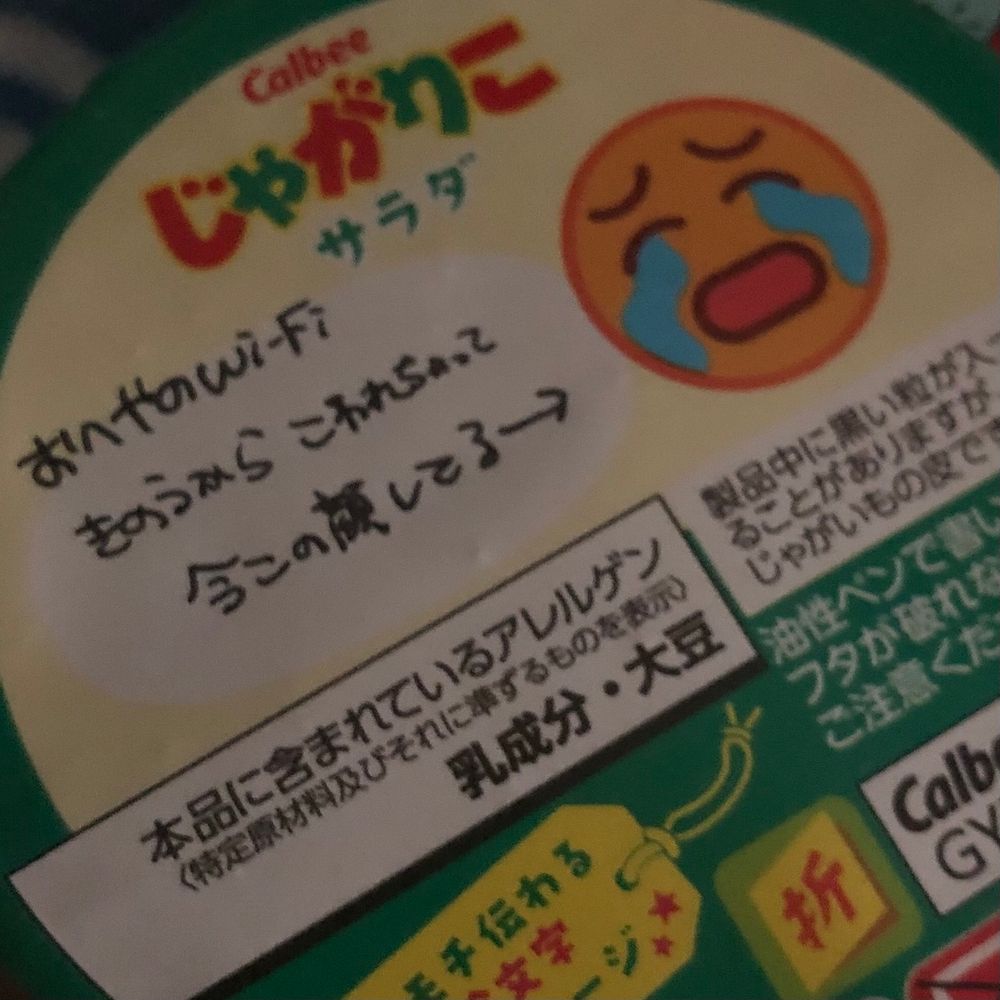 Calbee
じゃがりこ
サラダ
おへやのWi-Fi
きのうから こわれちゃって
今この顔してる→
製品中に黒い粒が入っ
ることがありますが
じゃがいもの皮です
本品に含まれているアレルゲン
(特定原材料及びそれに準ずるものを表示)
乳成分・大豆
油性ペンで書い
フタが破れな
ご注意くだ
モチ伝わる
文字
ージ
折
Calbe
GY